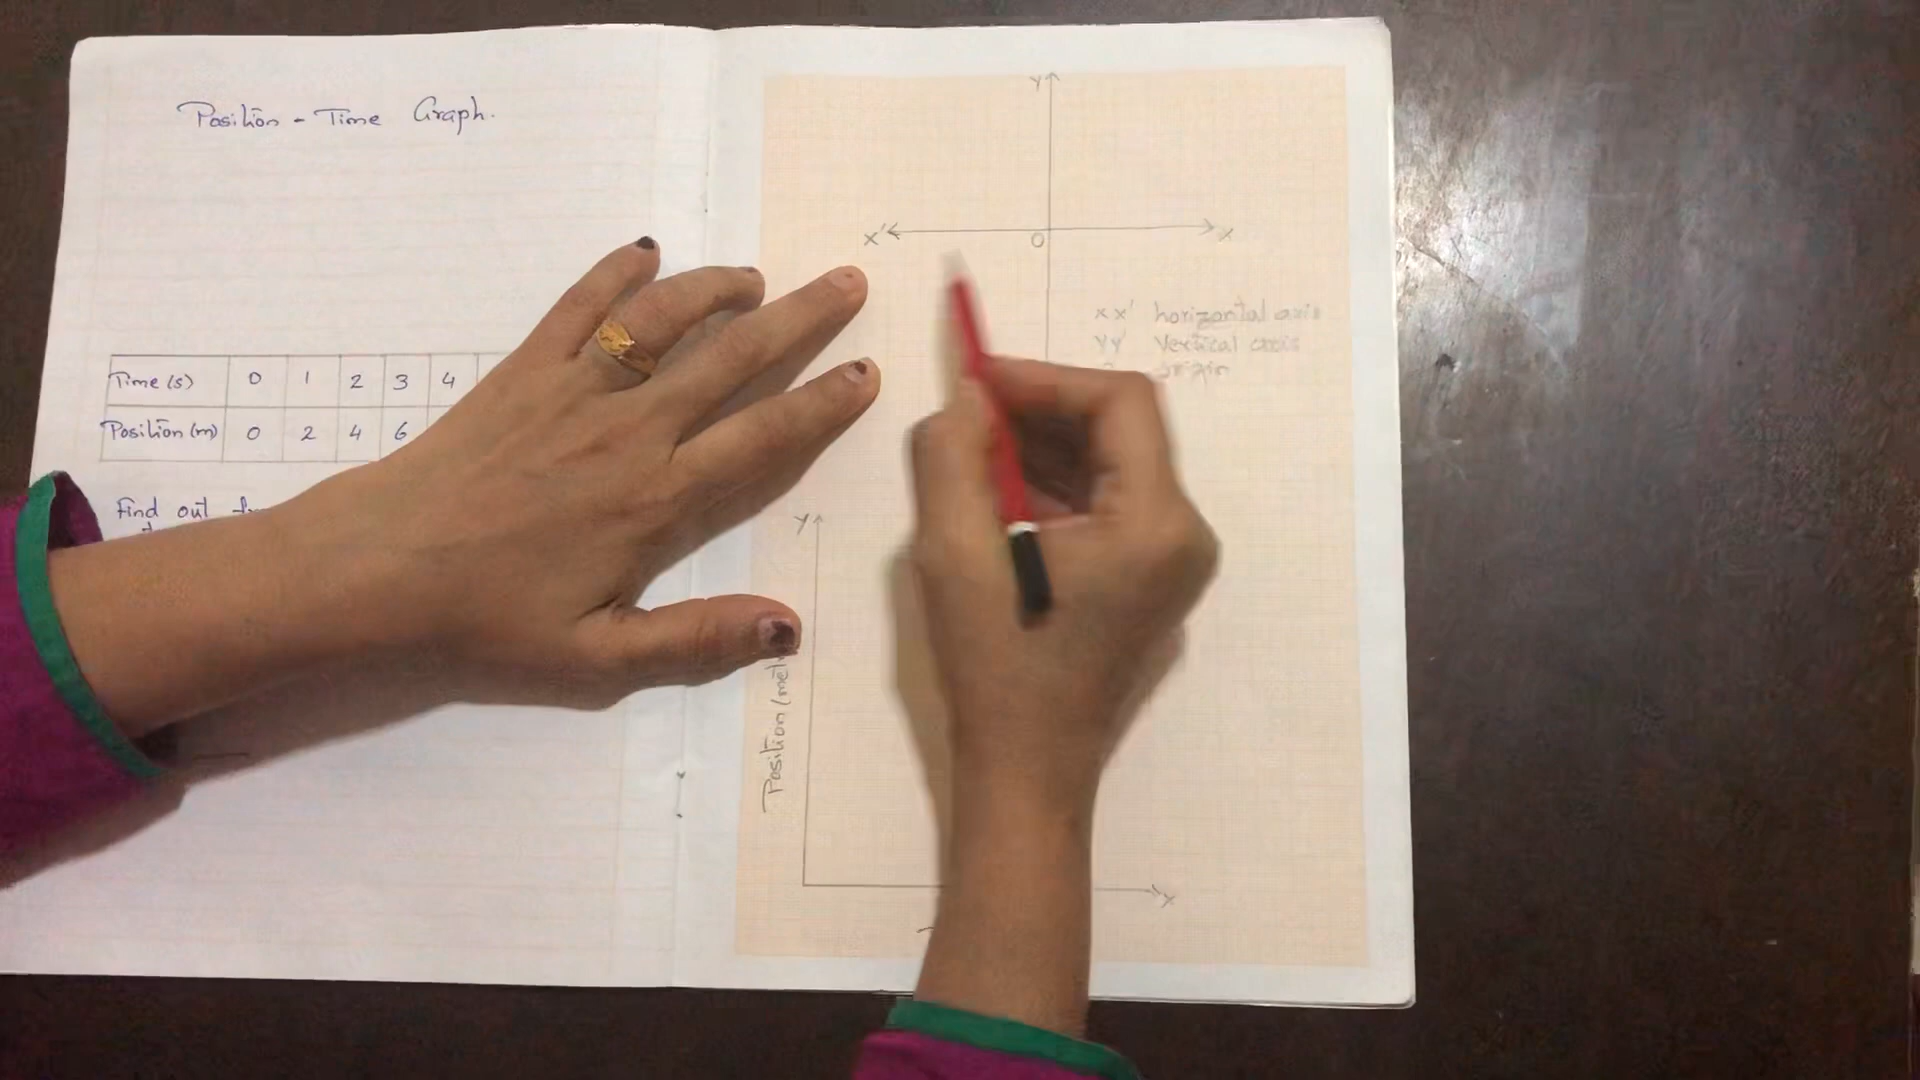 Position - Time Graph.
Time (s) 0 1 2 3 4
Position (m) 0 2 4 6
Find out
Y
X' O X
XX' horizontal axis
YY' Vertical axis
origin
Y
Position (
X